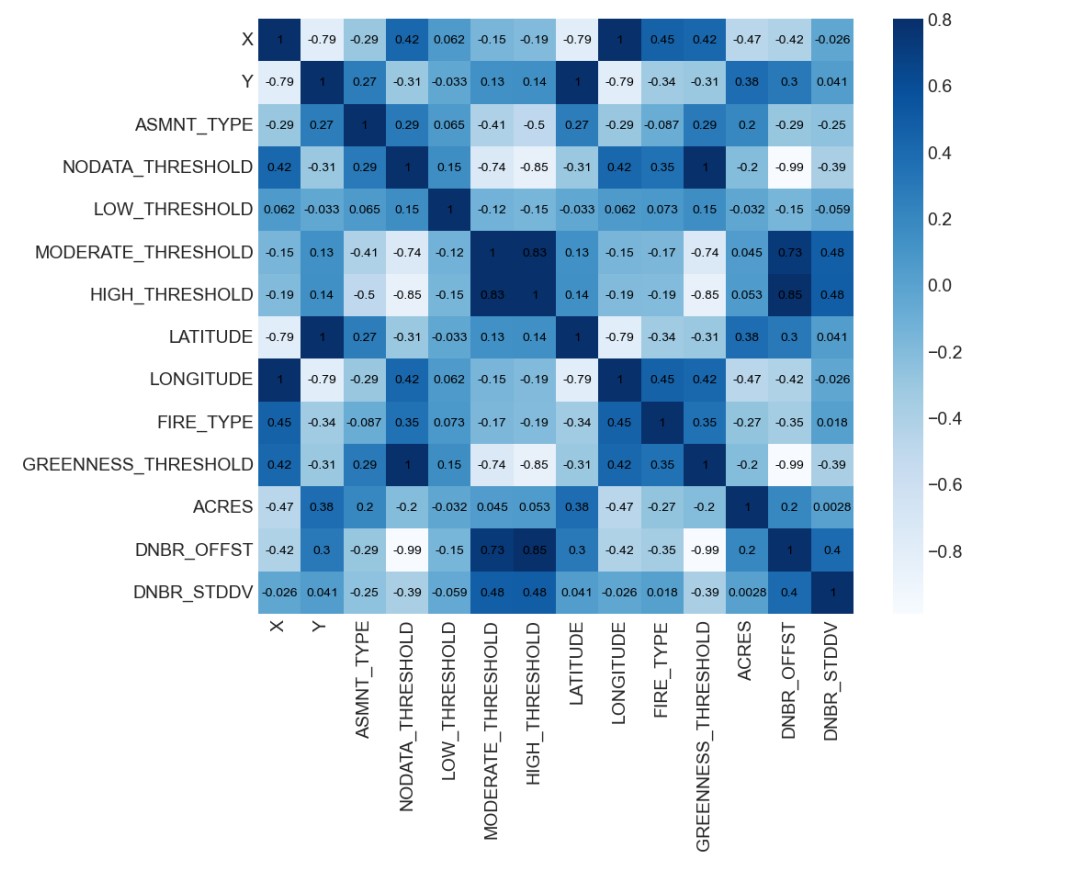 X 1 -0.79 -0.29 0.42 0.062 -0.15 -0.19 -0.79 1 0.45 0.42 -0.47 -0.42 -0.026
Y -0.79 1 0.27 -0.31 -0.033 0.13 0.14 1 -0.79 -0.34 -0.31 0.38 0.3 0.041
ASMNT_TYPE -0.29 0.27 1 0.29 0.065 -0.41 -0.5 0.27 -0.29 -0.087 0.29 0.2 -0.29 -0.25
NODATA_THRESHOLD 0.42 -0.31 0.29 1 0.15 -0.74 -0.85 -0.31 0.42 0.35 1 -0.2 -0.99 -0.39
LOW_THRESHOLD 0.062 -0.033 0.065 0.15 1 -0.12 -0.15 -0.033 0.062 0.073 0.15 -0.032 -0.15 -0.059
MODERATE_THRESHOLD -0.15 0.13 -0.41 -0.74 -0.12 1 0.83 0.13 -0.15 -0.17 -0.74 0.045 0.73 0.48
HIGH_THRESHOLD -0.19 0.14 -0.5 -0.85 -0.15 0.83 1 0.14 -0.19 -0.19 -0.85 0.053 0.85 0.48
LATITUDE -0.79 1 0.27 -0.31 -0.033 0.13 0.14 1 -0.79 -0.34 -0.31 0.38 0.3 0.041
LONGITUDE 1 -0.79 -0.29 0.42 0.062 -0.15 -0.19 -0.79 1 0.45 0.42 -0.47 -0.42 -0.026
FIRE_TYPE 0.45 -0.34 -0.087 0.35 0.073 -0.17 -0.19 -0.34 0.45 1 0.35 -0.27 -0.35 0.018
GREENNESS_THRESHOLD 0.42 -0.31 0.29 1 0.15 -0.74 -0.85 -0.31 0.42 0.35 1 -0.2 -0.99 -0.39
ACRES -0.47 0.38 0.2 -0.2 -0.032 0.045 0.053 0.38 -0.47 -0.27 -0.2 1 0.2 0.0028
DNBR_OFFST -0.42 0.3 -0.29 -0.99 -0.15 0.73 0.85 0.3 -0.42 -0.35 -0.99 0.2 1 0.4
DNBR_STDDV -0.026 0.041 -0.25 -0.39 -0.059 0.48 0.48 0.041 -0.026 0.018 -0.39 0.0028 0.4 1
X
Y
ASMNT_TYPE
NODATA_THRESHOLD
LOW_THRESHOLD
MODERATE_THRESHOLD
HIGH_THRESHOLD
LATITUDE
LONGITUDE
FIRE_TYPE
GREENNESS_THRESHOLD
ACRES
DNBR_OFFST
DNBR_STDDV
0.8
0.6
0.4
0.2
0.0
−0.2
−0.4
−0.6
−0.8